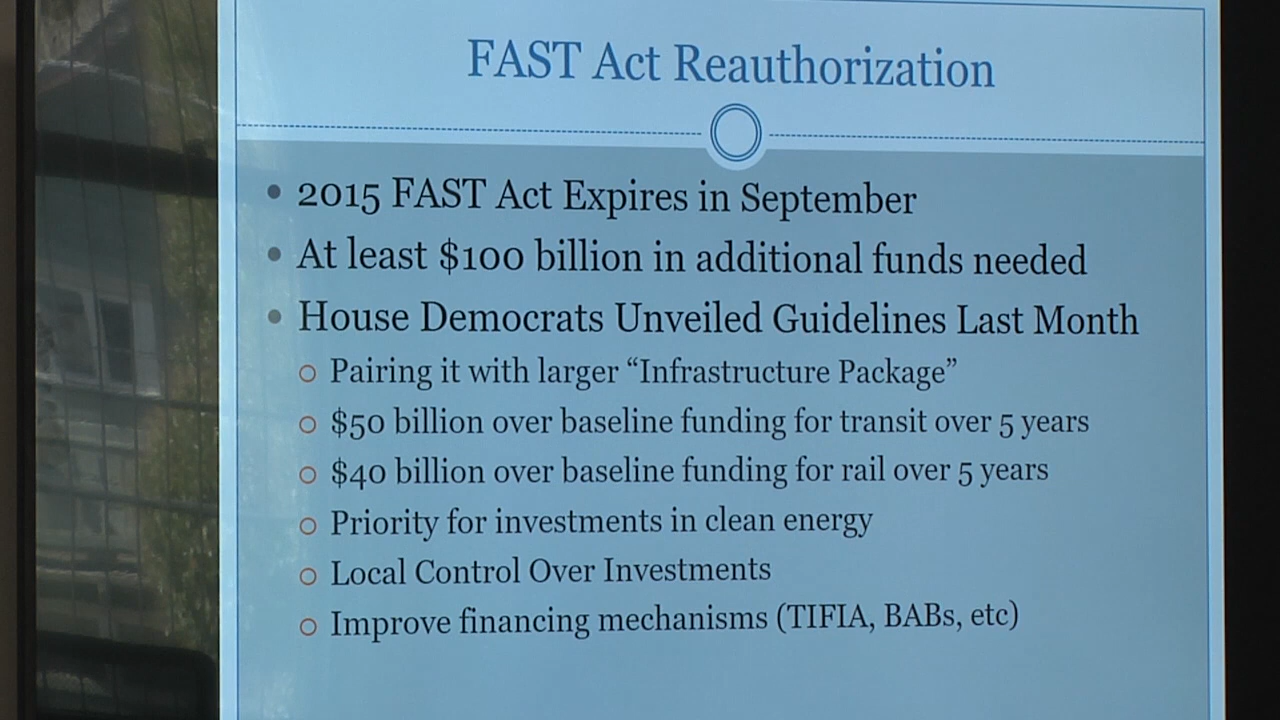 FAST Act Reauthorization
• 2015 FAST Act Expires in September
• At least $100 billion in additional funds needed
• House Democrats Unveiled Guidelines Last Month
○ Pairing it with larger “Infrastructure Package”
○ $50 billion over baseline funding for transit over 5 years
○ $40 billion over baseline funding for rail over 5 years
○ Priority for investments in clean energy
○ Local Control Over Investments
○ Improve financing mechanisms (TIFIA, BABs, etc)